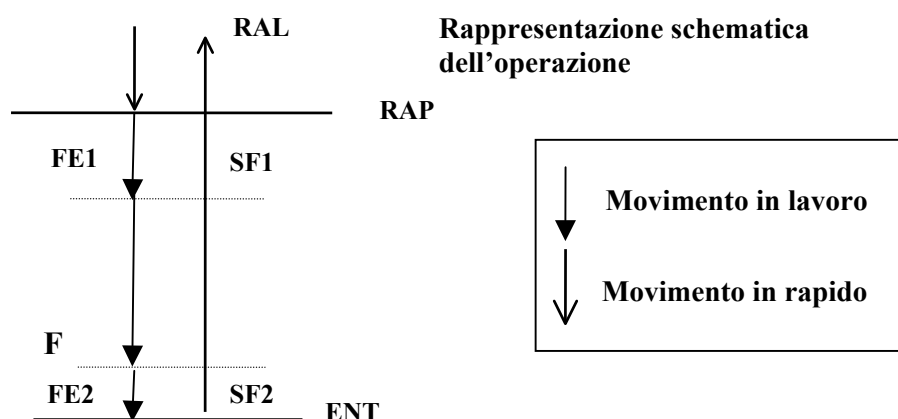 RAL
Rappresentazione schematica
dell’operazione
RAP
FE1
SF1
Movimento in lavoro
Movimento in rapido
F
FE2
SF2
ENT